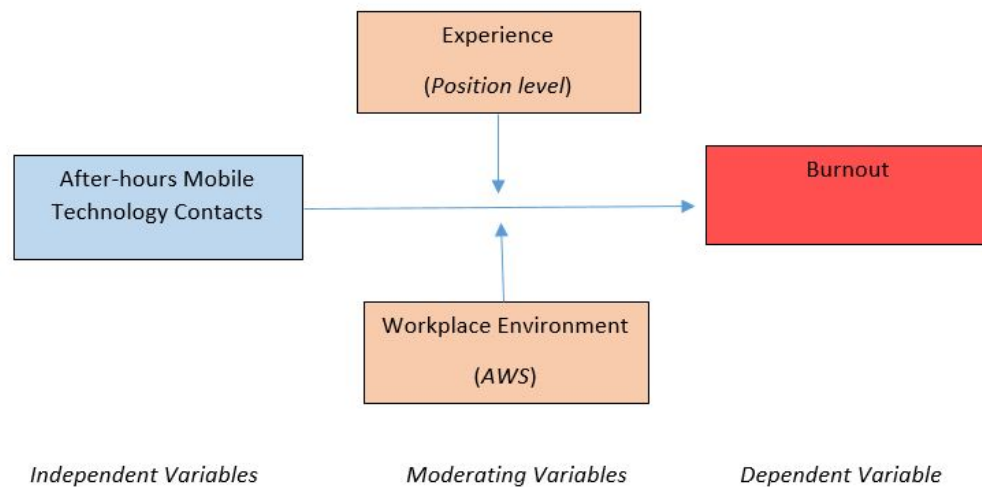 Experience
(Position level)
After-hours Mobile
Technology Contacts
Burnout
Workplace Environment
(AWS)
Independent Variables
Moderating Variables
Dependent Variable